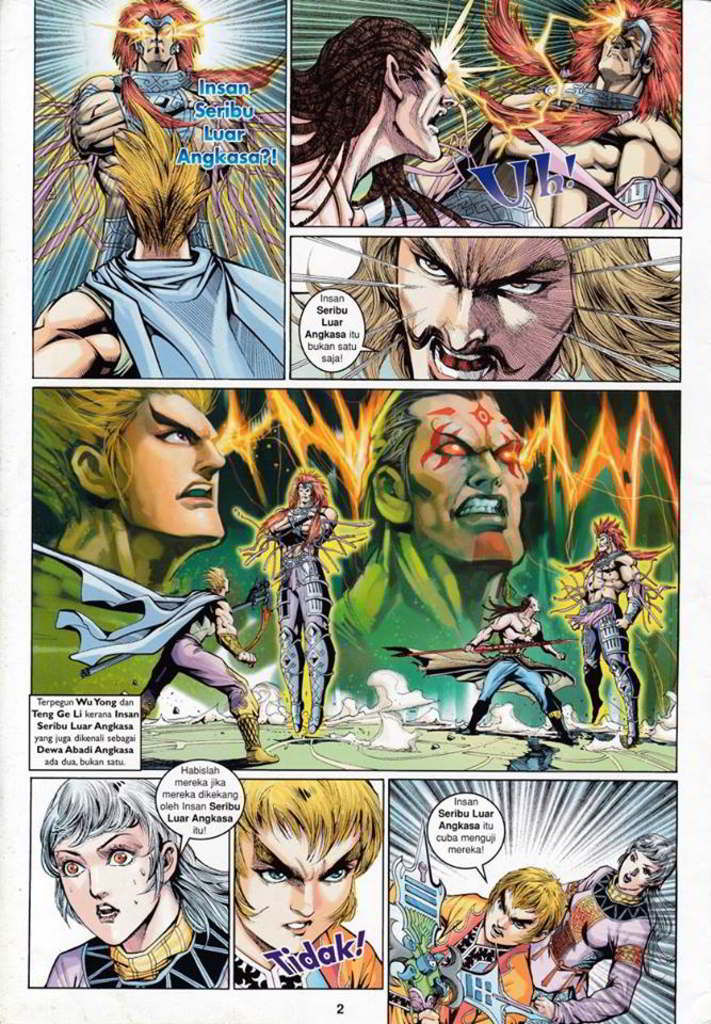 Insan
Seribu
Luar
Angkasa?!
Uh!
Insan
Seribu
Luar
Angkasa itu
bukan satu
saja!
Terpegun Wu Yong dan
Teng Ge Li kerana Insan
Seribu Luar Angkasa
yang juga dikenali sebagai
Dewa Abadi Angkasa
ada dua, bukan satu.
Habislah
mereka jika
mereka dikekang
oleh Insan Seribu
Luar Angkasa
itu!
Tidak!
Insan
Seribu Luar
Angkasa itu
cuba menguji
mereka!
2